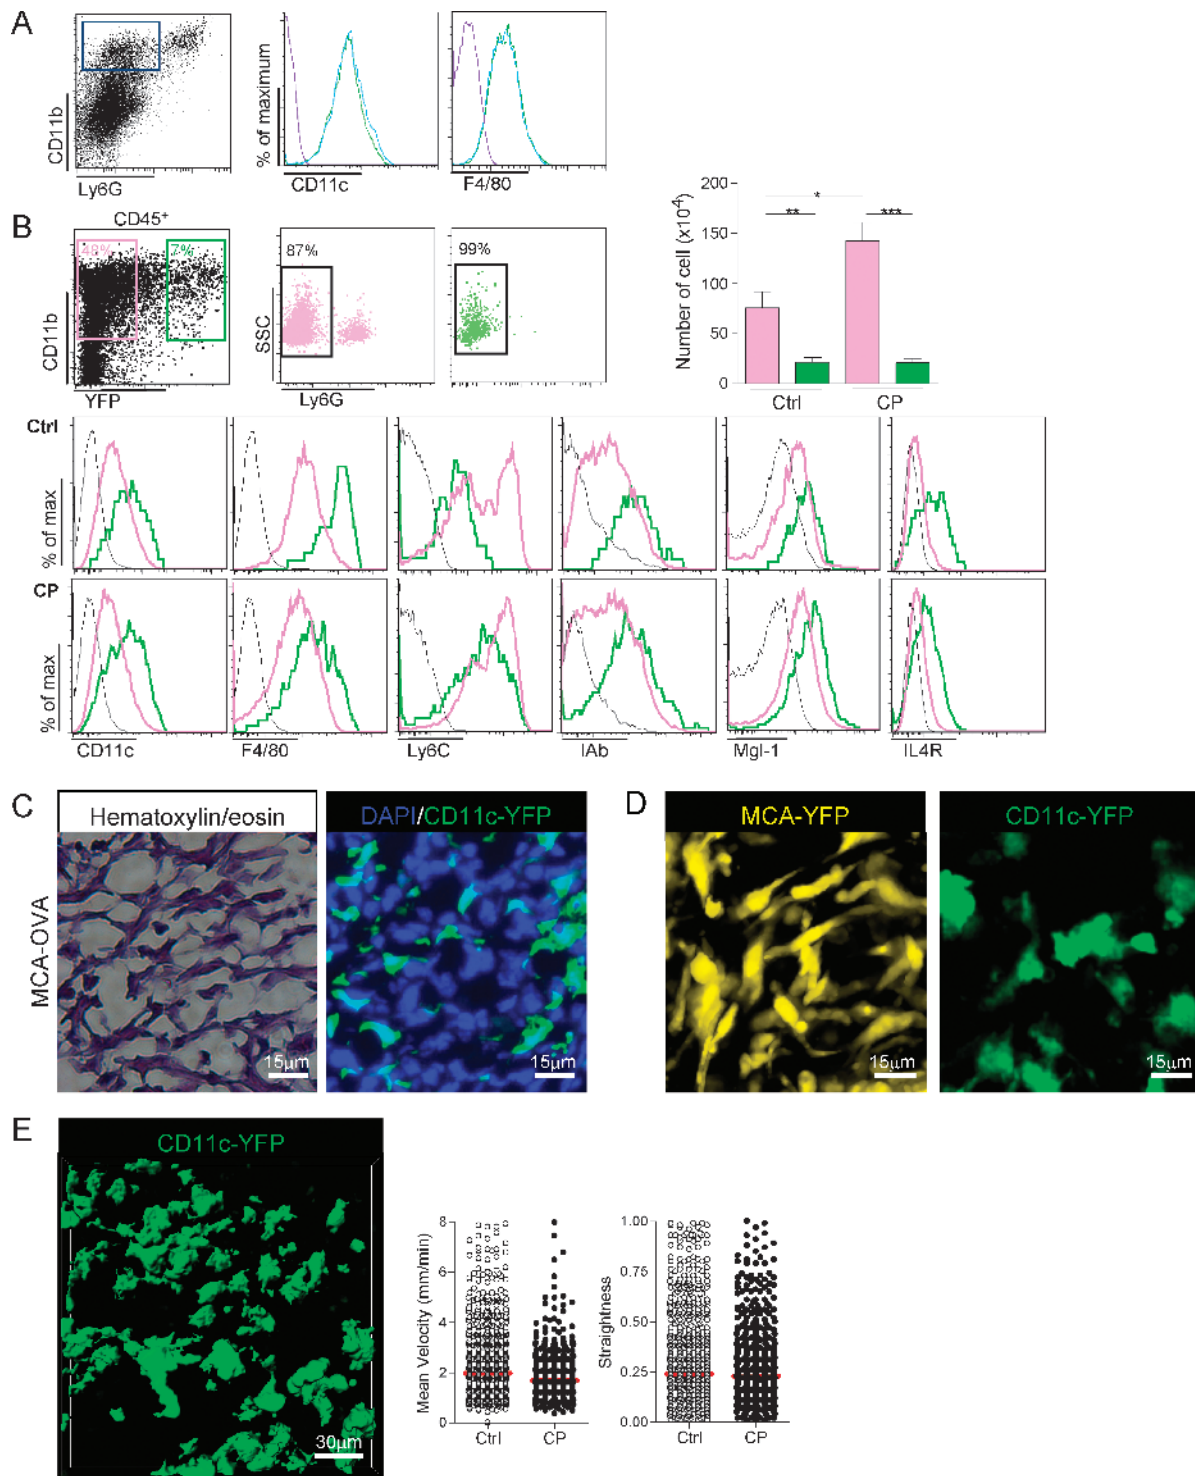 A
CD11b
Ly6G
% of maximum
CD11c
F4/80
B
CD45+
48%
7%
CD11b
YFP
87%
SSC
Ly6G
99%
Number of cell (x10⁴)
200
150
100
50
0
*
**
***
Ctrl
CP
Ctrl
% of max
CP
% of max
CD11c
F4/80
Ly6C
IAb
Mgl-1
IL4R
C
Hematoxylin/eosin
DAPI/CD11c-YFP
MCA-OVA
15µm
15µm
D
MCA-YFP
CD11c-YFP
15µm
15µm
E
CD11c-YFP
30µm
Mean Velocity (mm/min)
8
6
4
2
0
Ctrl
CP
Straightness
1.00
0.75
0.50
0.25
0.00
Ctrl
CP